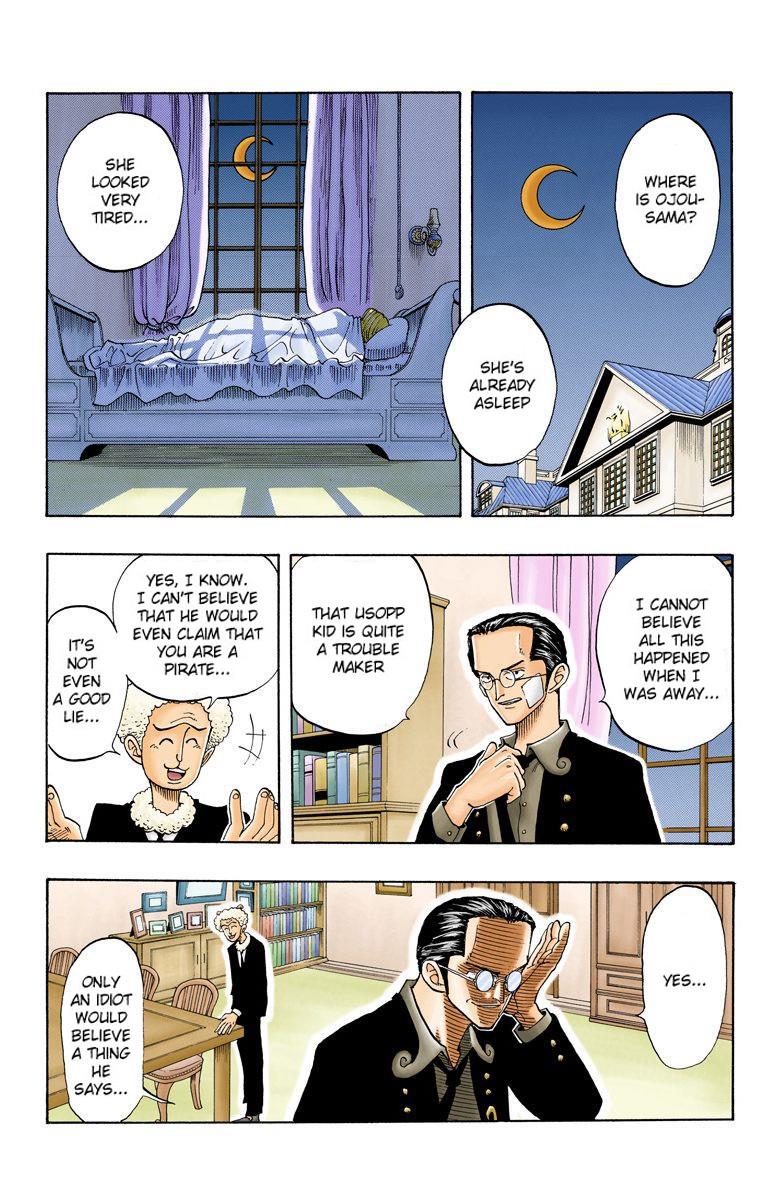 WHERE
IS OJOU-
SAMA?
SHE'S
ALREADY
ASLEEP
SHE
LOOKED
VERY
TIRED...
I CANNOT
BELIEVE
ALL THIS
HAPPENED
WHEN I
WAS AWAY...
THAT USOPP
KID IS QUITE
A TROUBLE
MAKER
YES, I KNOW.
I CAN'T BELIEVE
THAT HE WOULD
EVEN CLAIM THAT
YOU ARE A
PIRATE...
IT'S
NOT
EVEN
A GOOD
LIE...
YES...
ONLY
AN IDIOT
WOULD
BELIEVE
A THING
HE
SAYS...